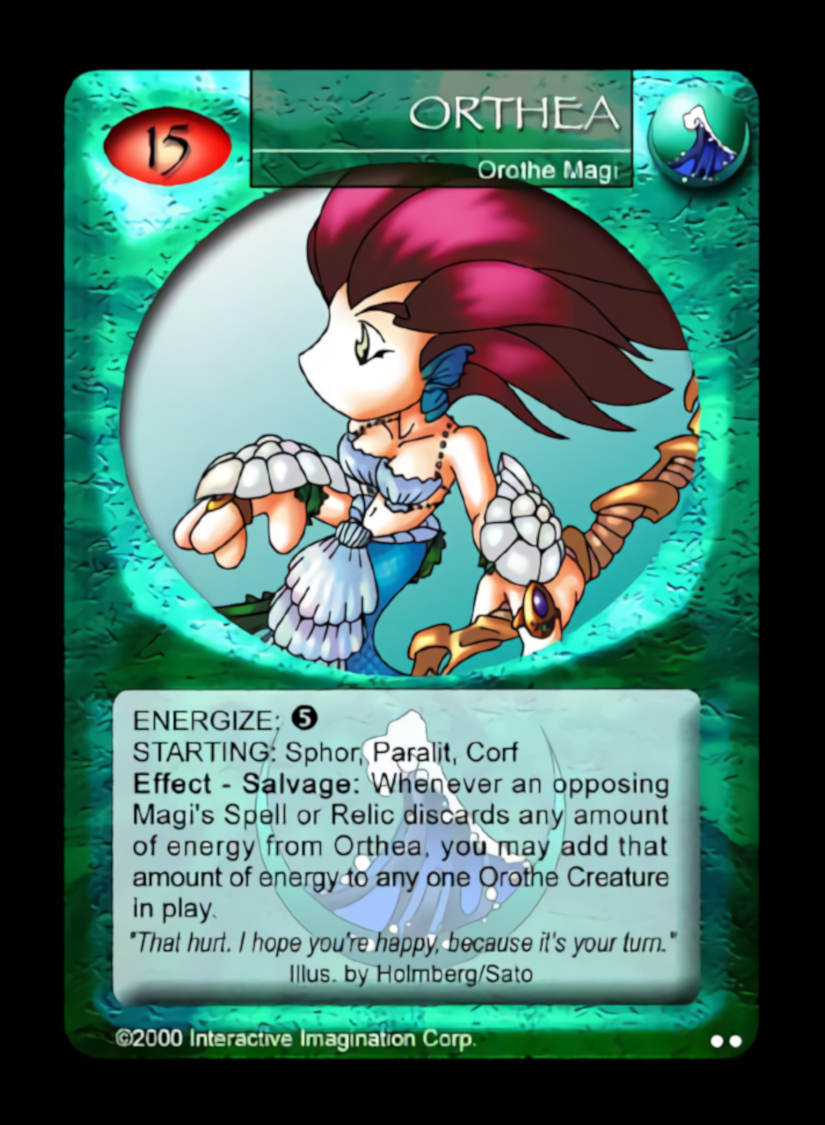 15
ORTHEA
Orothe Magi
ENERGIZE: 5
STARTING: Sphor, Paralit, Corf
Effect - Salvage: Whenever an opposing
Magi's Spell or Relic discards any amount
of energy from Orthea, you may add that
amount of energy to any one Orothe Creature
in play.
"That hurt. I hope you're happy, because it's your turn."
Illus. by Holmberg/Sato
©2000 Interactive Imagination Corp.